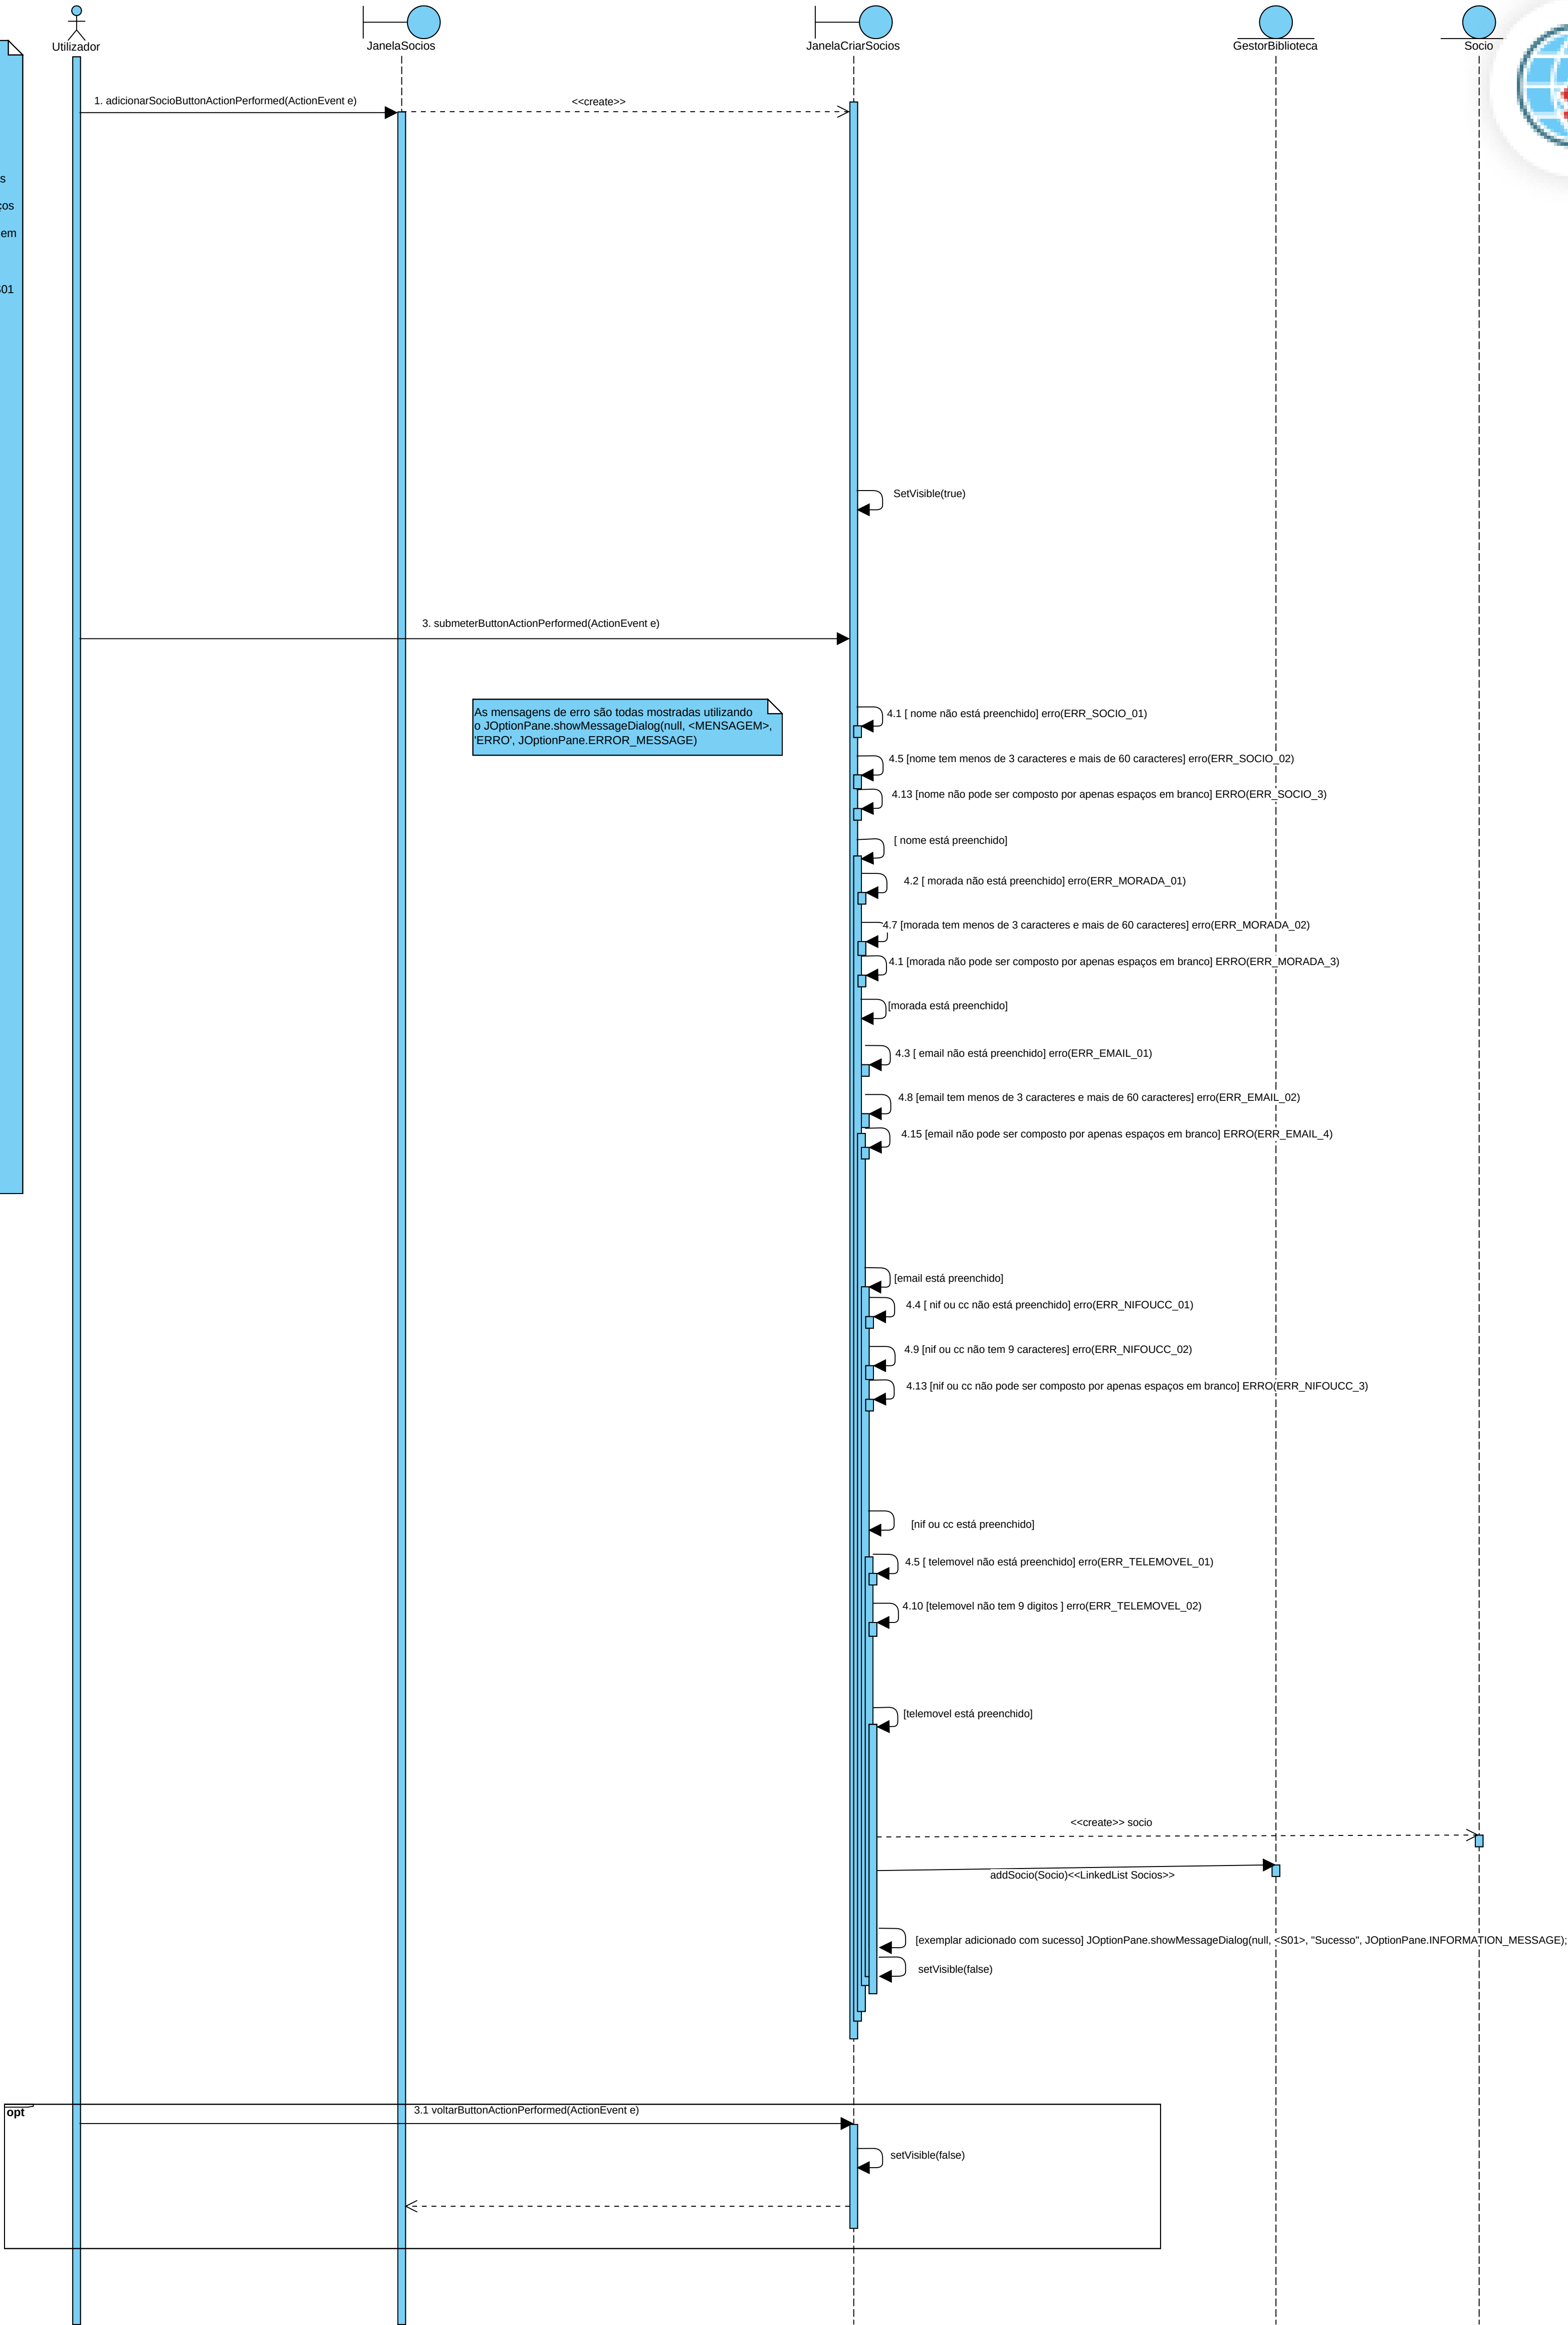 Utilizador
JanelaSocios
JanelaCriarSocios
GestorBiblioteca
Socio
1. adicionarSocioButtonActionPerformed(ActionEvent e)
<<create>>
s
ços
em
SetVisible(true)
3. submeterButtonActionPerformed(ActionEvent e)
As mensagens de erro são todas mostradas utilizando
o JOptionPane.showMessageDialog(null, <MENSAGEM>,
'ERRO', JOptionPane.ERROR_MESSAGE)
4.1 [ nome não está preenchido] erro(ERR_SOCIO_01)
4.5 [nome tem menos de 3 caracteres e mais de 60 caracteres] erro(ERR_SOCIO_02)
4.13 [nome não pode ser composto por apenas espaços em branco] ERRO(ERR_SOCIO_3)
[ nome está preenchido]
4.2 [ morada não está preenchido] erro(ERR_MORADA_01)
4.7 [morada tem menos de 3 caracteres e mais de 60 caracteres] erro(ERR_MORADA_02)
4.1 [morada não pode ser composto por apenas espaços em branco] ERRO(ERR_MORADA_3)
[morada está preenchido]
4.3 [ email não está preenchido] erro(ERR_EMAIL_01)
4.8 [email tem menos de 3 caracteres e mais de 60 caracteres] erro(ERR_EMAIL_02)
4.15 [email não pode ser composto por apenas espaços em branco] ERRO(ERR_EMAIL_4)
[email está preenchido]
4.4 [ nif ou cc não está preenchido] erro(ERR_NIFOUCC_01)
4.9 [nif ou cc não tem 9 caracteres] erro(ERR_NIFOUCC_02)
4.13 [nif ou cc não pode ser composto por apenas espaços em branco] ERRO(ERR_NIFOUCC_3)
[nif ou cc está preenchido]
4.5 [ telemovel não está preenchido] erro(ERR_TELEMOVEL_01)
4.10 [telemovel não tem 9 digitos ] erro(ERR_TELEMOVEL_02)
[telemovel está preenchido]
<<create>> socio
addSocio(Socio)<<LinkedList Socios>>
[exemplar adicionado com sucesso] JOptionPane.showMessageDialog(null, <S01>, "Sucesso", JOptionPane.INFORMATION_MESSAGE);
setVisible(false)
opt
3.1 voltarButtonActionPerformed(ActionEvent e)
setVisible(false)